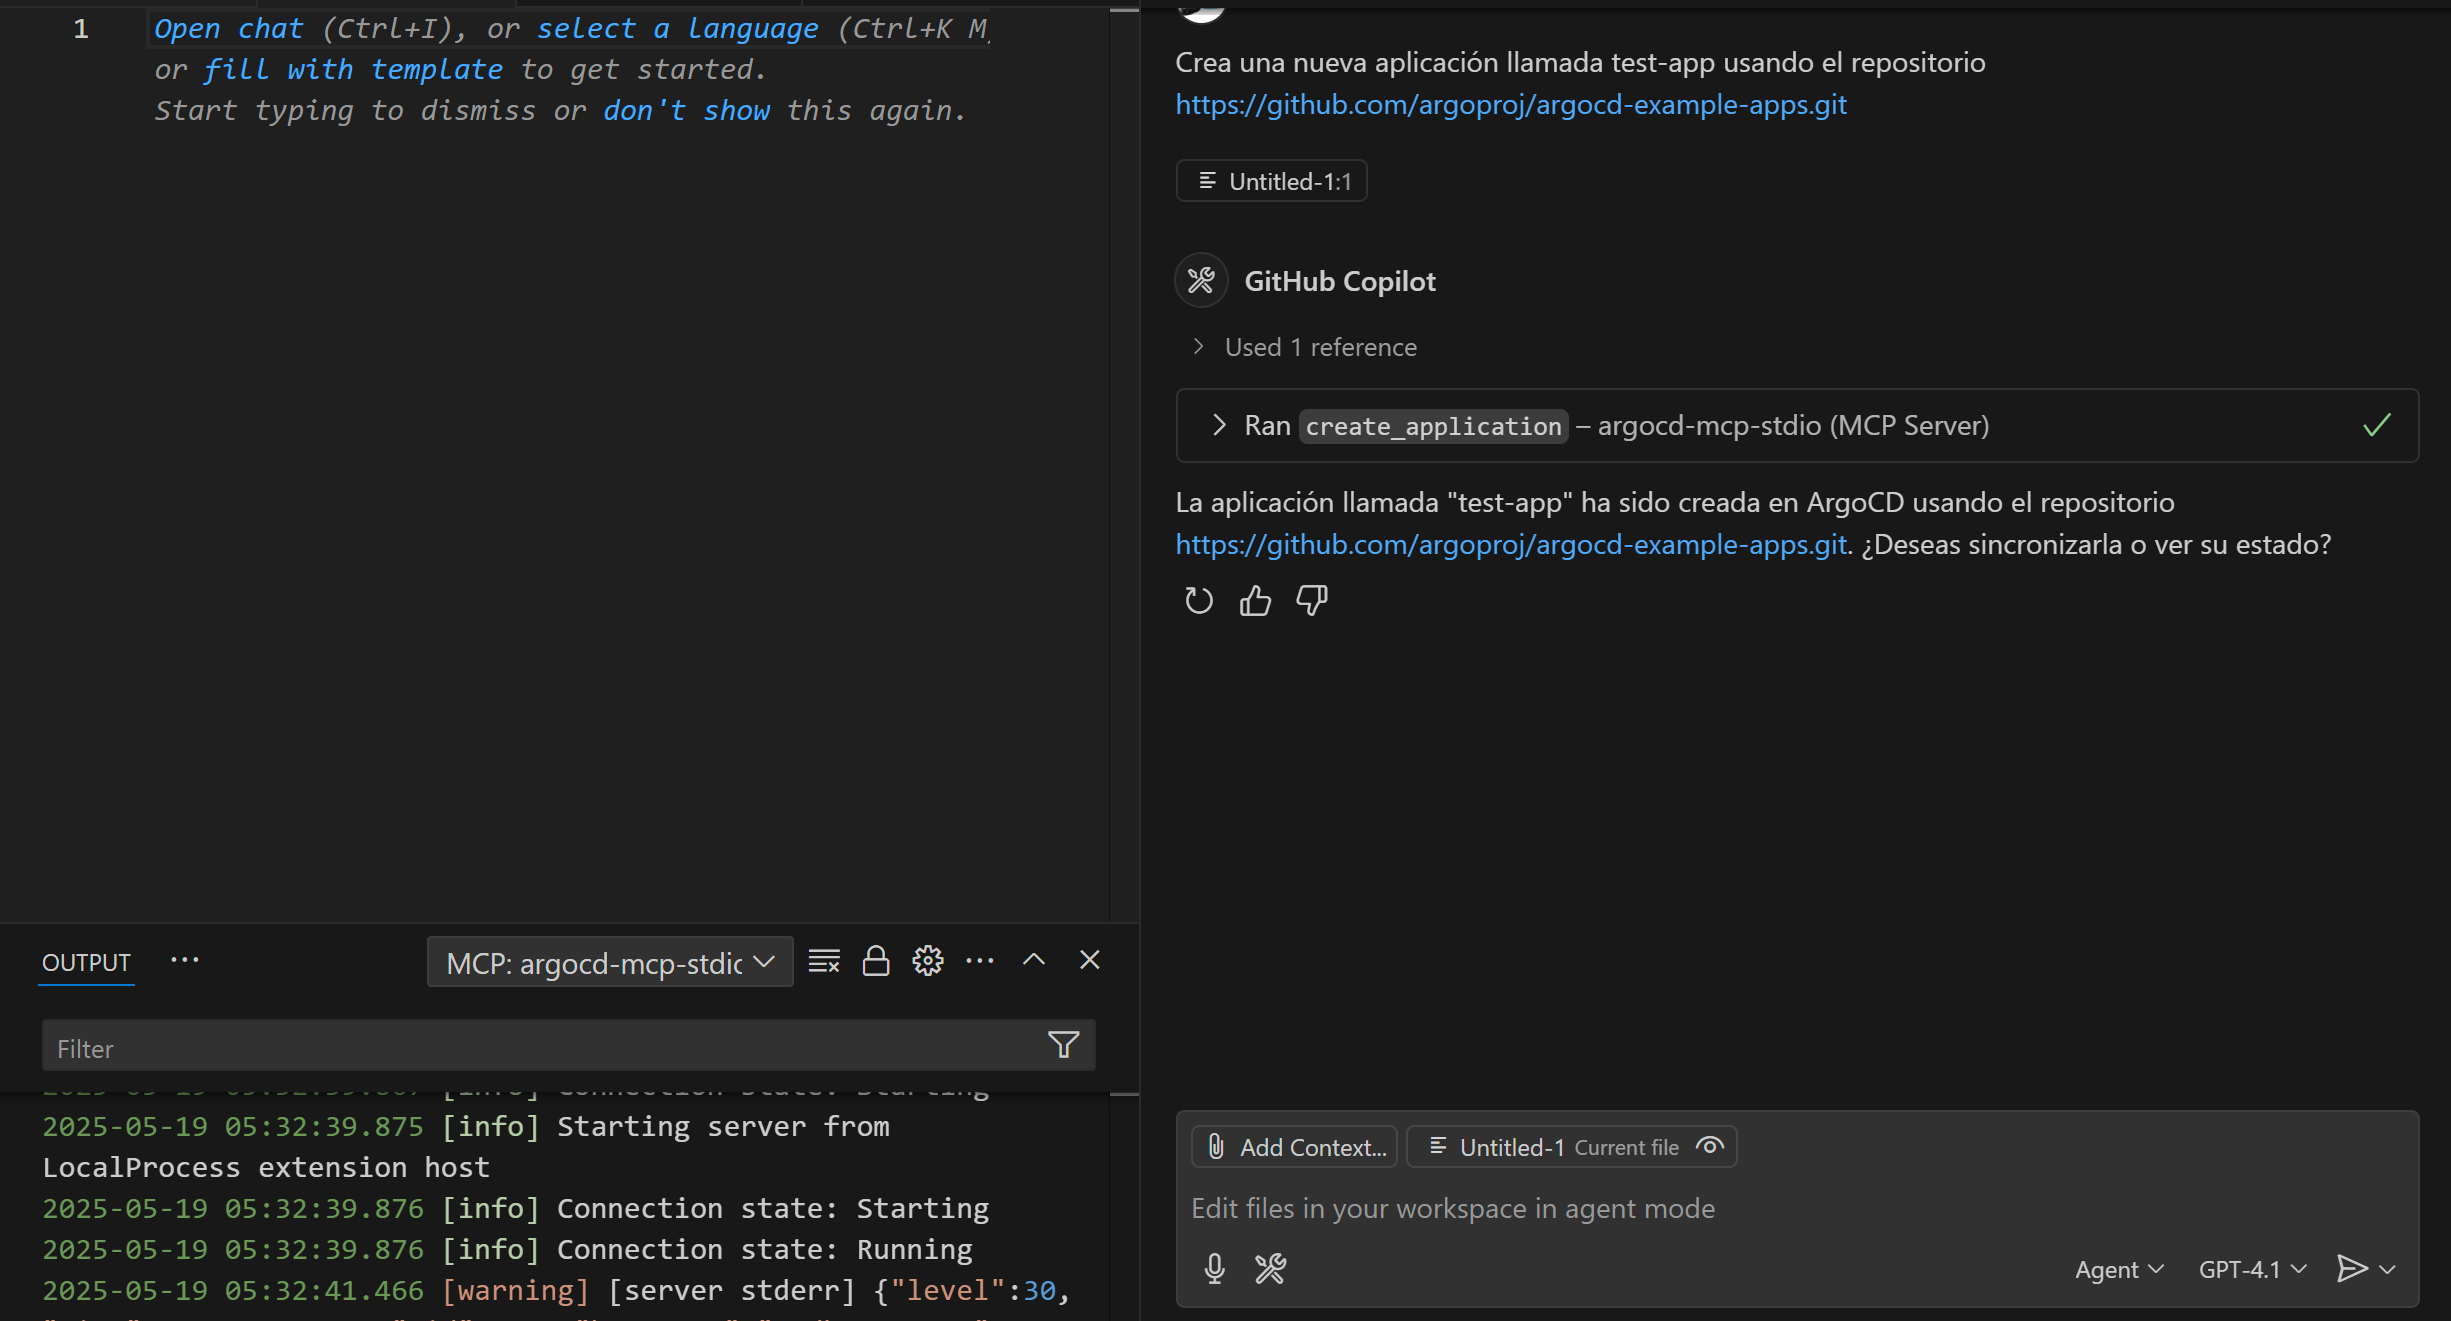 1
Open chat (Ctrl+I), or select a language (Ctrl+K M
or fill with template to get started.
Start typing to dismiss or don't show this again.
OUTPUT
MCP: argocd-mcp-stdio
Filter
[info] Connection state: Starting
2025-05-19 05:32:39.875 [info] Starting server from
LocalProcess extension host
2025-05-19 05:32:39.876 [info] Connection state: Starting
2025-05-19 05:32:39.876 [info] Connection state: Running
2025-05-19 05:32:41.466 [warning] [server stderr] {"level":30,
Crea una nueva aplicación llamada test-app usando el repositorio
https://github.com/argoproj/argocd-example-apps.git
Untitled-1:1
GitHub Copilot
Used 1 reference
Ran create_application – argocd-mcp-stdio (MCP Server)
La aplicación llamada "test-app" ha sido creada en ArgoCD usando el repositorio
https://github.com/argoproj/argocd-example-apps.git. ¿Deseas sincronizarla o ver su estado?
Add Context...
Untitled-1 Current file
Edit files in your workspace in agent mode
Agent
GPT-4.1